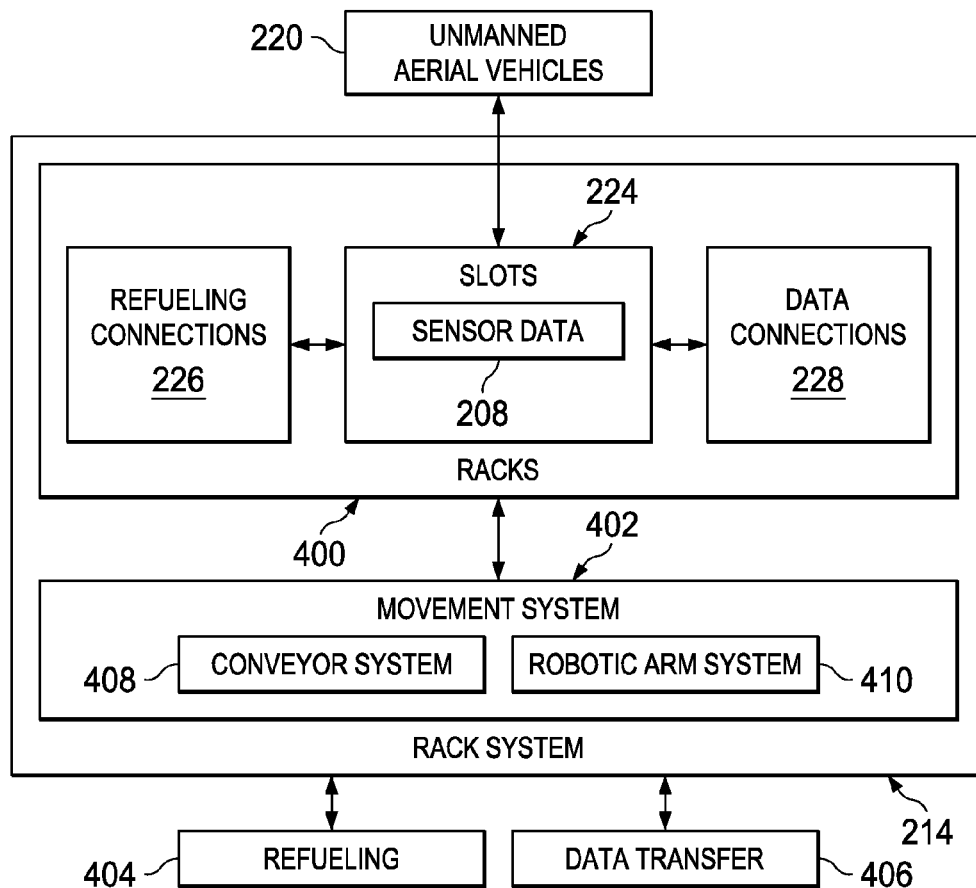 220
UNMANNED
AERIAL VEHICLES
224
REFUELING
CONNECTIONS
226
SLOTS
SENSOR DATA
208
DATA
CONNECTIONS
228
RACKS
400
402
MOVEMENT SYSTEM
408
CONVEYOR SYSTEM
ROBOTIC ARM SYSTEM
410
RACK SYSTEM
214
404
REFUELING
DATA TRANSFER
406